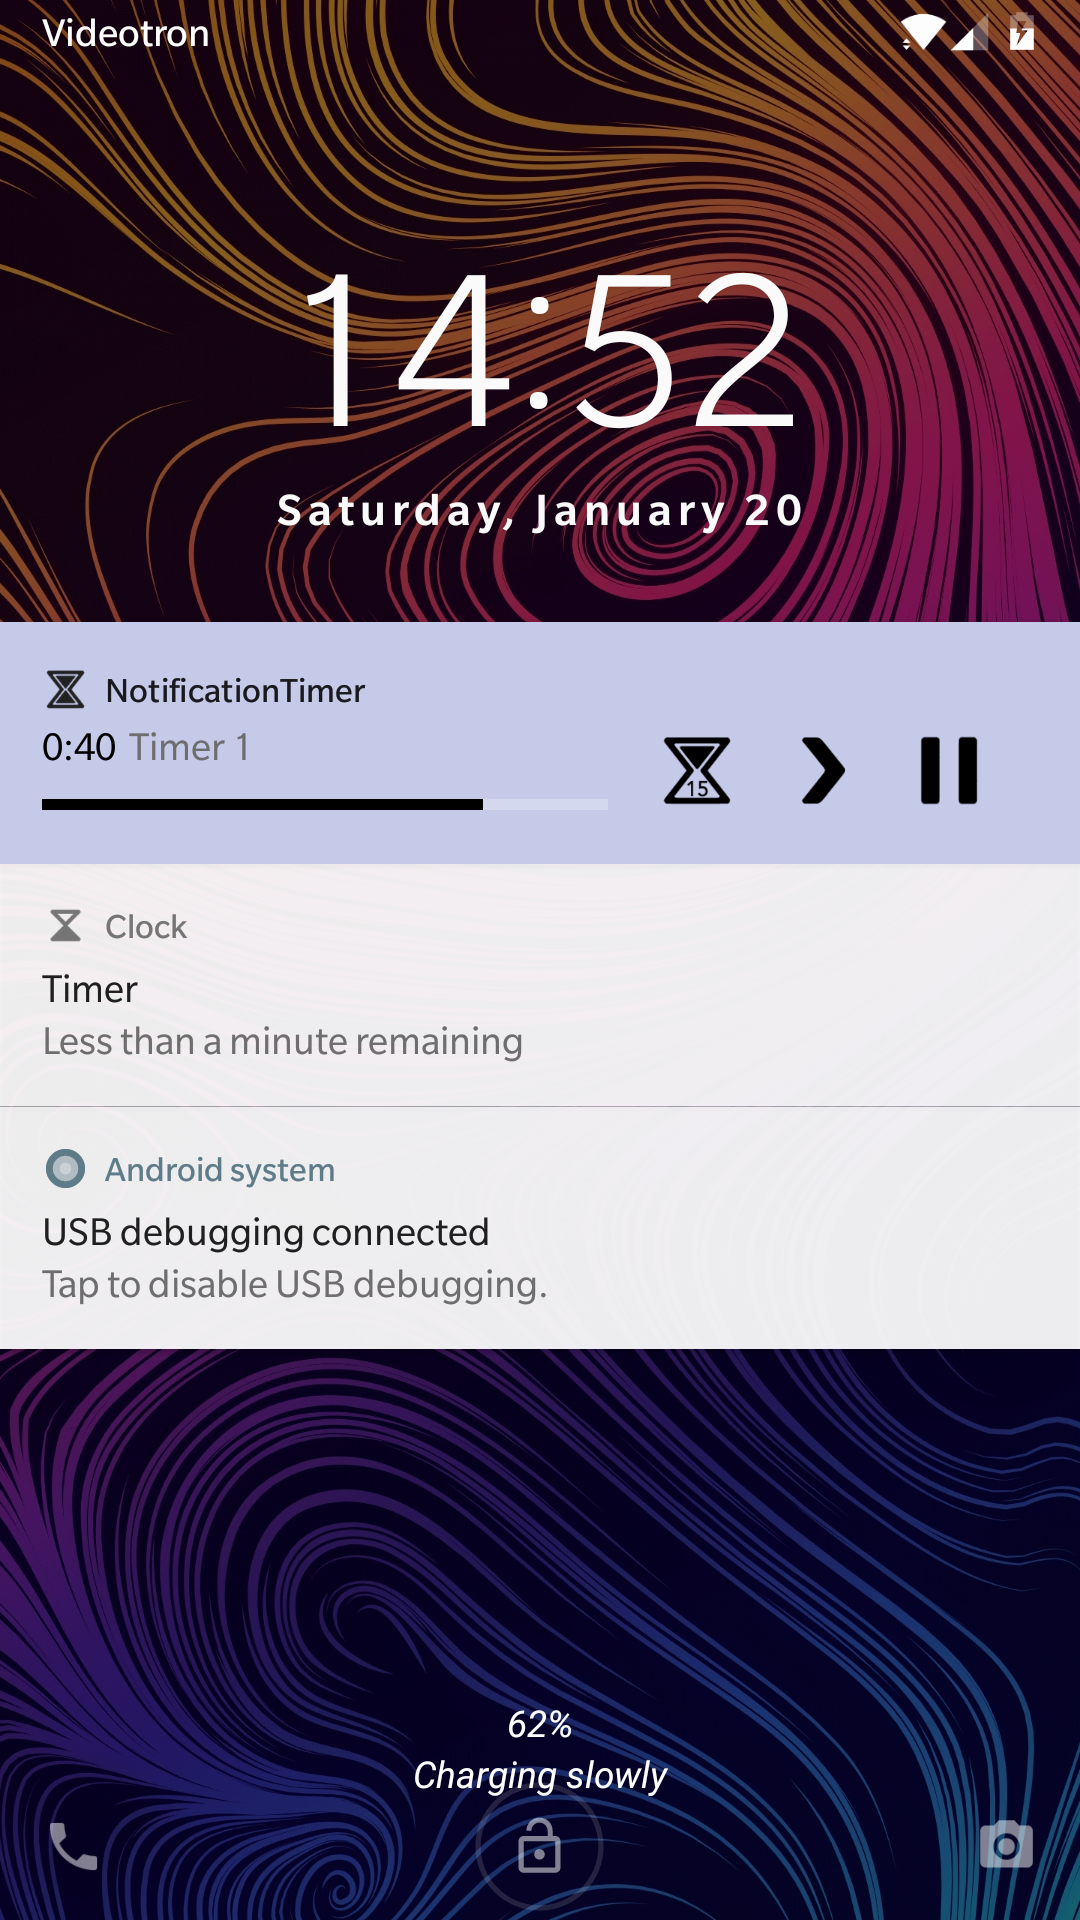 Videotron
14:52
Saturday, January 20
NotificationTimer
0:40 Timer 1
15
Clock
Timer
Less than a minute remaining
Android system
USB debugging connected
Tap to disable USB debugging.
62%
Charging slowly